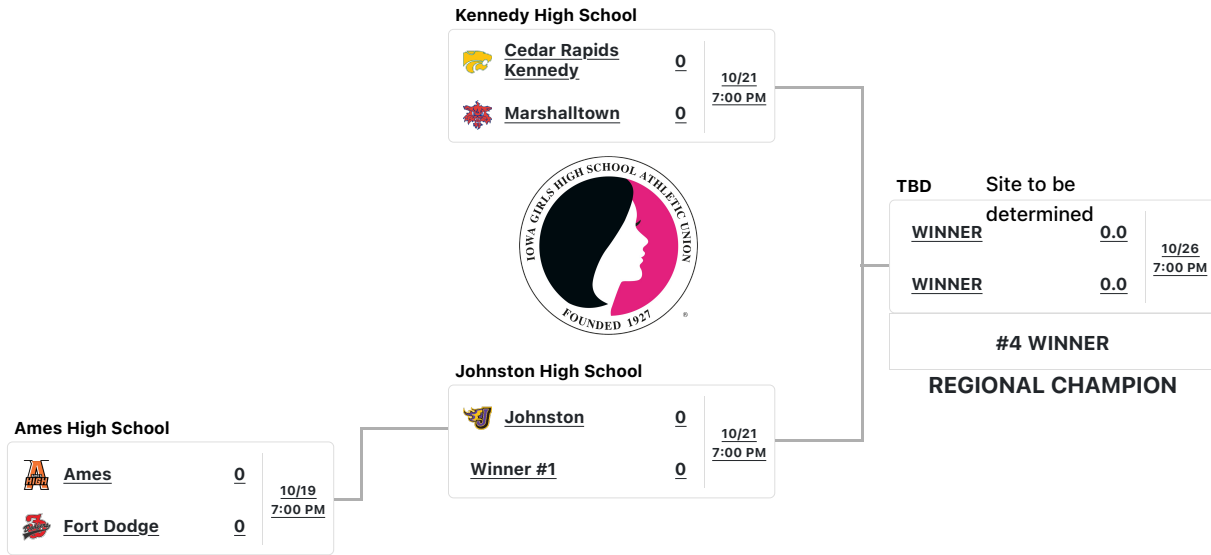 Kennedy High School
Cedar Rapids
Kennedy
0
Marshalltown
0
10/21
7:00 PM
IOWA GIRLS HIGH SCHOOL ATHLETIC UNION
FOUNDED 1927
®
TBD
Site to be
determined
WINNER
0.0
WINNER
0.0
10/26
7:00 PM
#4 WINNER
REGIONAL CHAMPION
Johnston High School
J
Johnston
0
Winner #1
0
10/21
7:00 PM
Ames High School
A
HIGH
Ames
0
Fort Dodge
0
10/19
7:00 PM